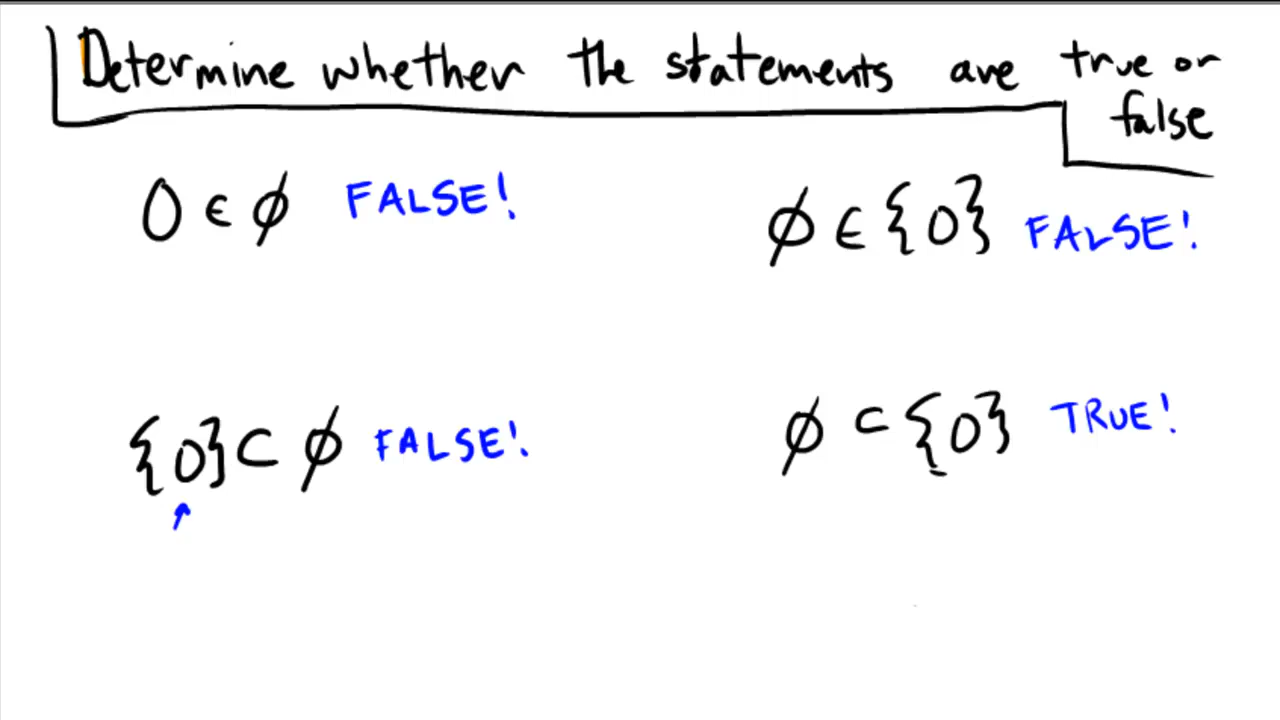 Determine whether the statements are true or
false
0 ∈ ∅ FALSE!
∅ ∈ {0} FALSE!
{0} ⊂ ∅ FALSE!
∅ ⊂ {0} TRUE!